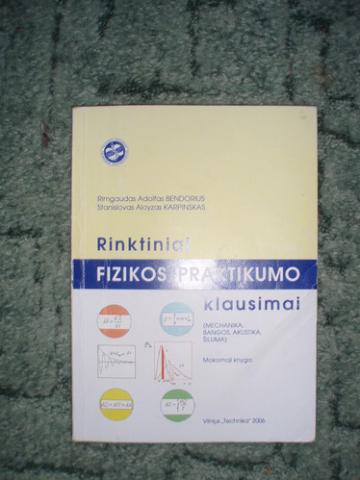 Rimgaudas Adolfas BENDORIUS
Stanislovas Aloyzas KARPINSKAS
Rinktiniai
FIZIKOS PRAKTIKUMO
klausimai
(MECHANIKA,
BANGOS, AKUSTIKA,
ŠILUMA)
Mokomoji knyga
Vilnius „Technika” 2006